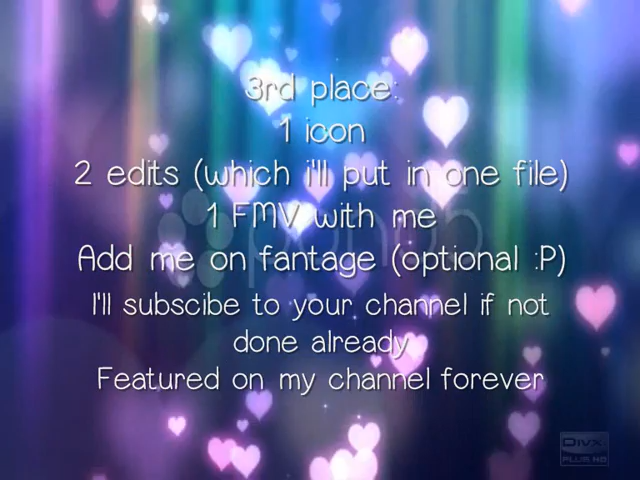 3rd place:
1 icon
2 edits (which i'll put in one file)
1 FMV with me
Add me on fantage (optional :P)
I'll subscibe to your channel if not
done already
Featured on my channel forever
DivX
PLUS HD